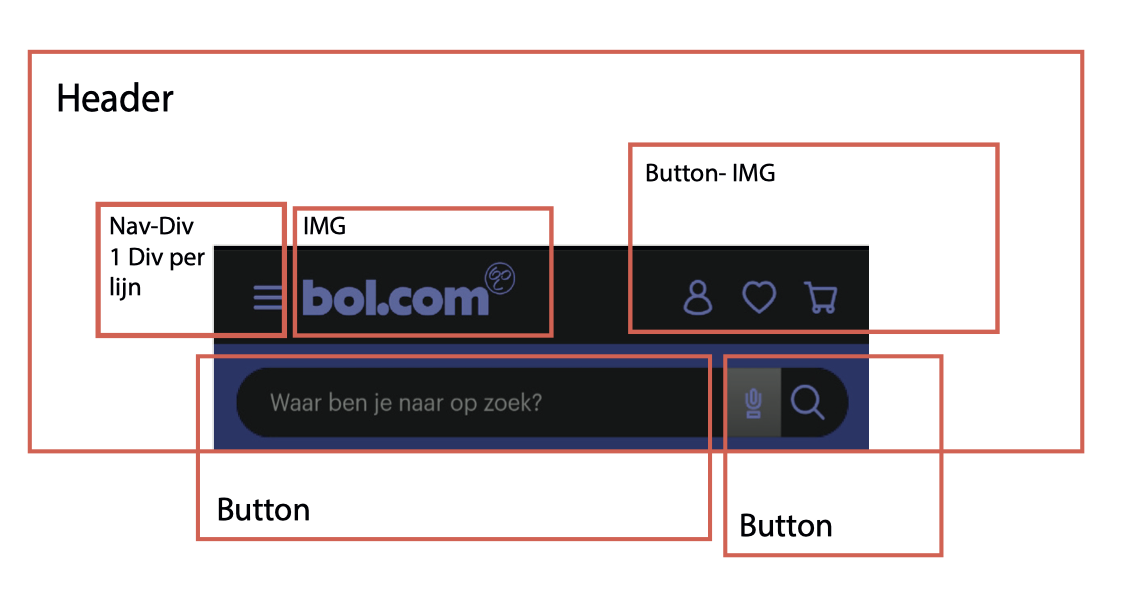 Header
Button- IMG
Nav-Div
1 Div per
lijn
IMG
bol.com
Waar ben je naar op zoek?
Button
Button